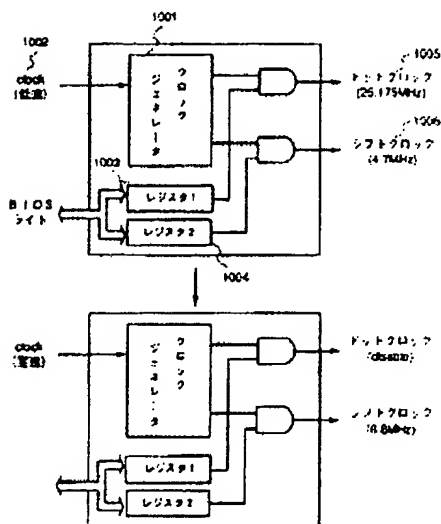 1001
1002
1005
clock
(低速)
クロックジェネレータ
ドットクロック
(25.175MHz)
1006
シフトクロック
(4.7MHz)
1003
BIOS
ライト
レジスタ1
レジスタ2
1004
clock
クロックジェネレータ
ドットクロック
(disable)
シフトクロック
(6.8MHz)
レジスタ1
レジスタ2